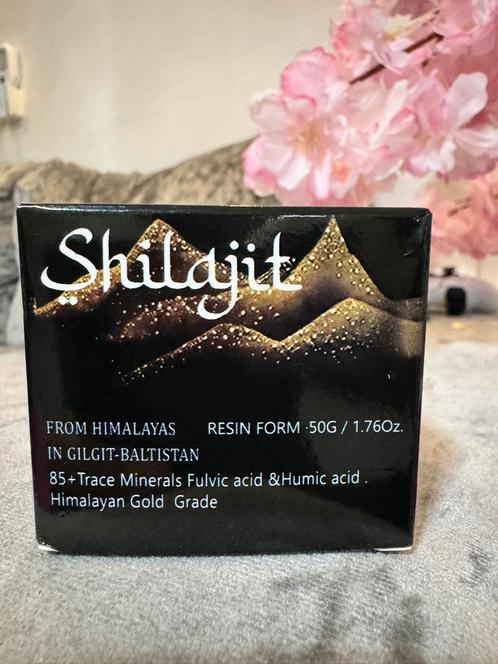 Shilajit
FROM HIMALAYAS RESIN FORM ·50G / 1.76Oz.
IN GILGIT-BALTISTAN
85+Trace Minerals Fulvic acid &Humic acid .
Himalayan Gold Grade